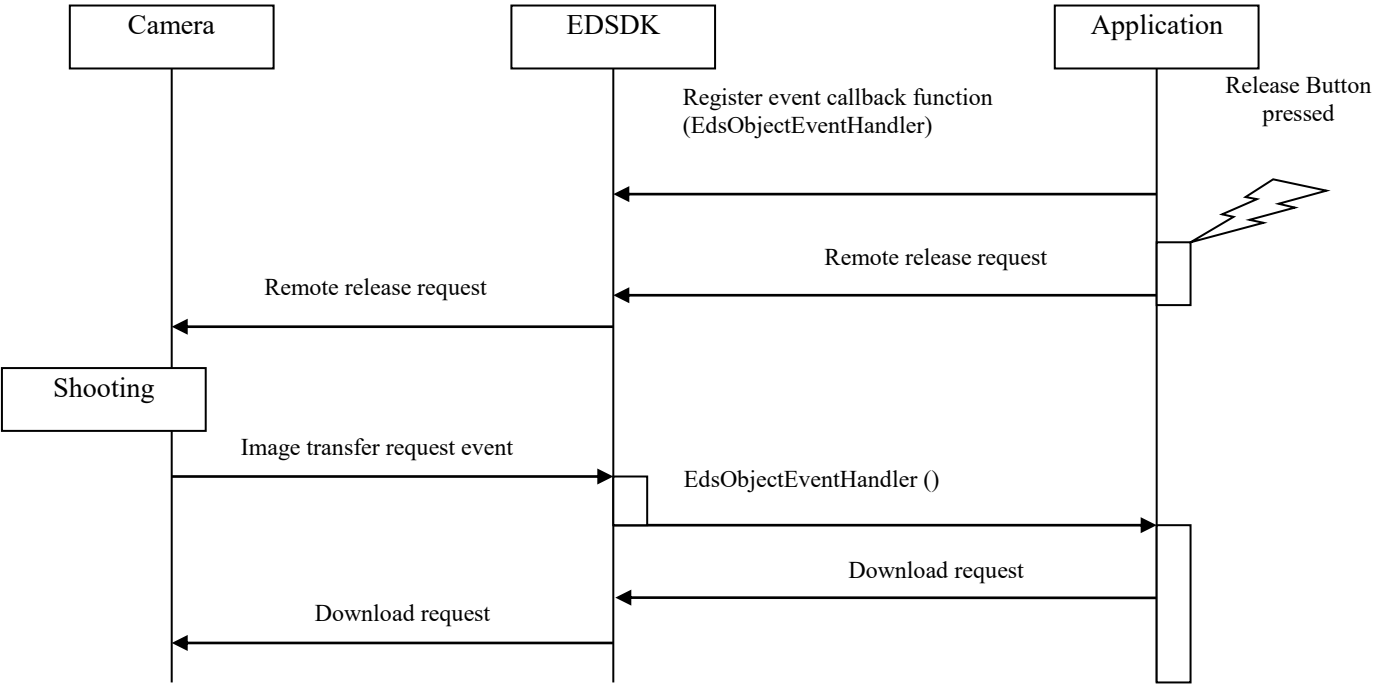 Camera
EDSDK
Application
Release Button
pressed
Register event callback function
(EdsObjectEventHandler)
Remote release request
Remote release request
Shooting
Image transfer request event
EdsObjectEventHandler ()
Download request
Download request